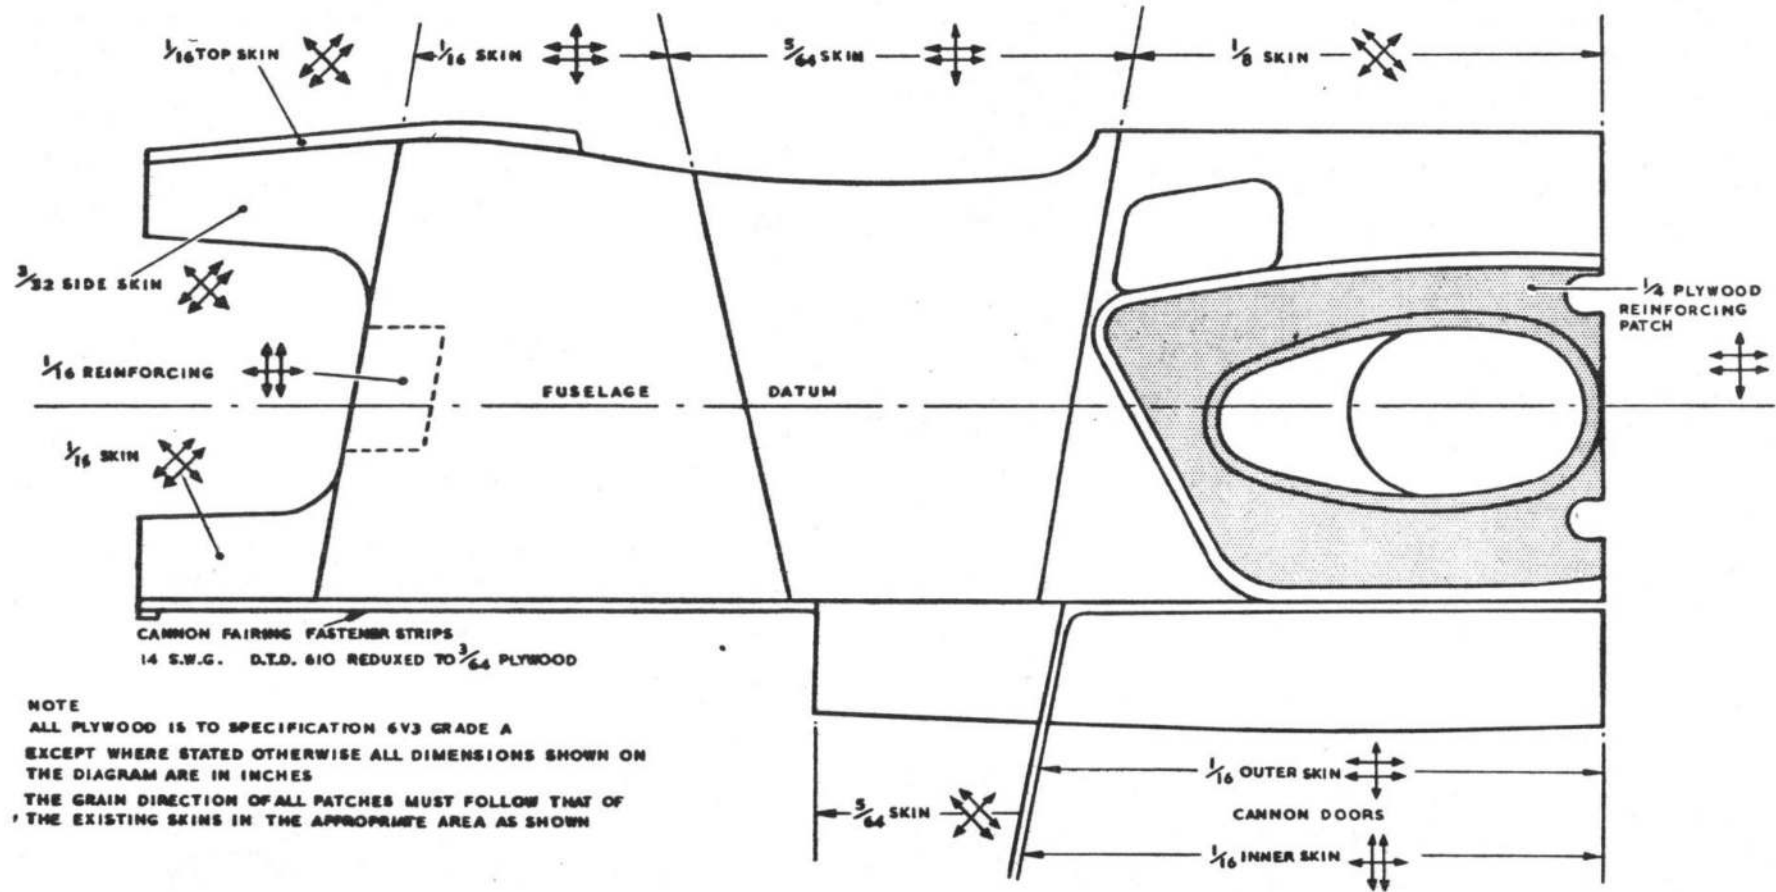 1/16 TOP SKIN
1/16 SKIN
5/64 SKIN
1/8 SKIN
3/32 SIDE SKIN
1/4 PLYWOOD
REINFORCING
PATCH
1/16 REINFORCING
FUSELAGE DATUM
1/16 SKIN
CANNON FAIRING FASTENER STRIPS
14 S.W.G. D.T.D. 610 REDUXED TO 3/64 PLYWOOD
NOTE
ALL PLYWOOD IS TO SPECIFICATION 6V3 GRADE A
EXCEPT WHERE STATED OTHERWISE ALL DIMENSIONS SHOWN ON
THE DIAGRAM ARE IN INCHES
THE GRAIN DIRECTION OF ALL PATCHES MUST FOLLOW THAT OF
THE EXISTING SKINS IN THE APPROPRIATE AREA AS SHOWN
5/64 SKIN
1/16 OUTER SKIN
CANNON DOORS
1/16 INNER SKIN